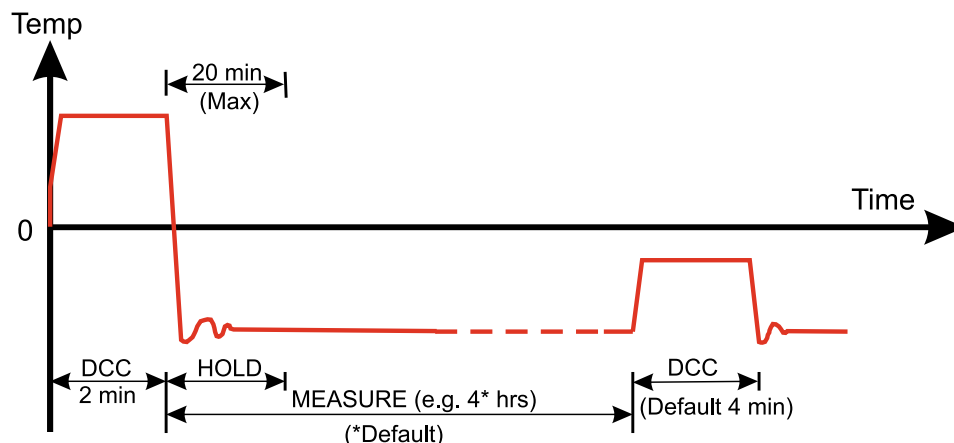 Temp
20 min
(Max)
Time
0
DCC
2 min
HOLD
MEASURE (e.g. 4* hrs)
(*Default)
DCC
(Default 4 min)